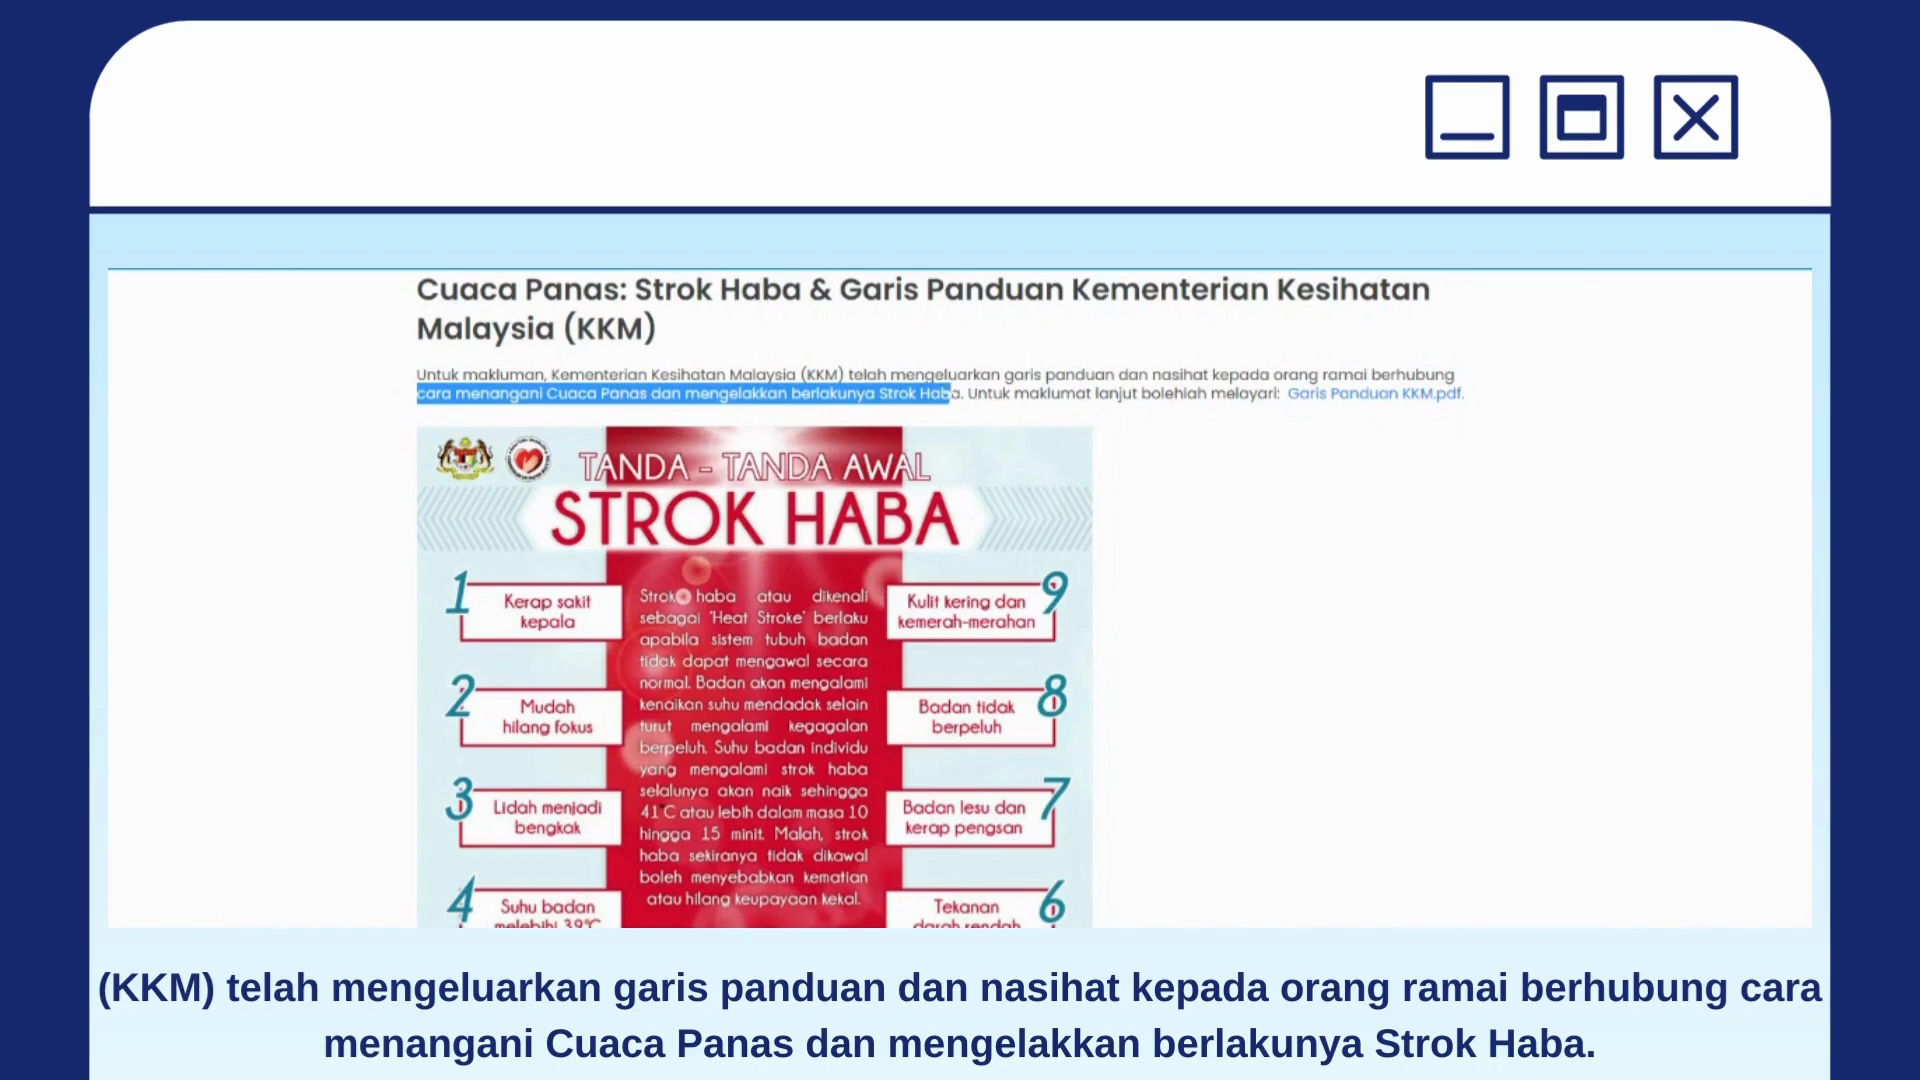 Cuaca Panas: Strok Haba & Garis Panduan Kementerian Kesihatan
Malaysia (KKM)
Untuk makluman, Kementerian Kesihatan Malaysia (KKM) telah mengeluarkan garis panduan dan nasihat kepada orang ramai berhubung
cara menangani Cuaca Panas dan mengelakkan berlakunya Strok Haba. Untuk maklumat lanjut bolehlah melayari: Garis Panduan KKM.pdf.
TANDA - TANDA AWAL
STROK HABA
1
Kerap sakit
kepala
2
Mudah
hilang fokus
3
Lidah menjadi
bengkak
4
Suhu badan
melebihi 39°C
Strok haba atau dikenali
sebagai 'Heat Stroke' berlaku
apabila sistem tubuh badan
tidak dapat mengawal secara
normal. Badan akan mengalami
kenaikan suhu mendadak selain
turut mengalami kegagalan
berpeluh. Suhu badan individu
yang mengalami strok haba
selalunya akan naik sehingga
41°C atau lebih dalam masa 10
hingga 15 minit. Malah, strok
haba sekiranya tidak dikawal
boleh menyebabkan kematian
atau hilang keupayaan kekal.
9
Kulit kering dan
kemerah-merahan
8
Badan tidak
berpeluh
7
Badan lesu dan
kerap pengsan
6
Tekanan
darah rendah
(KKM) telah mengeluarkan garis panduan dan nasihat kepada orang ramai berhubung cara
menangani Cuaca Panas dan mengelakkan berlakunya Strok Haba.